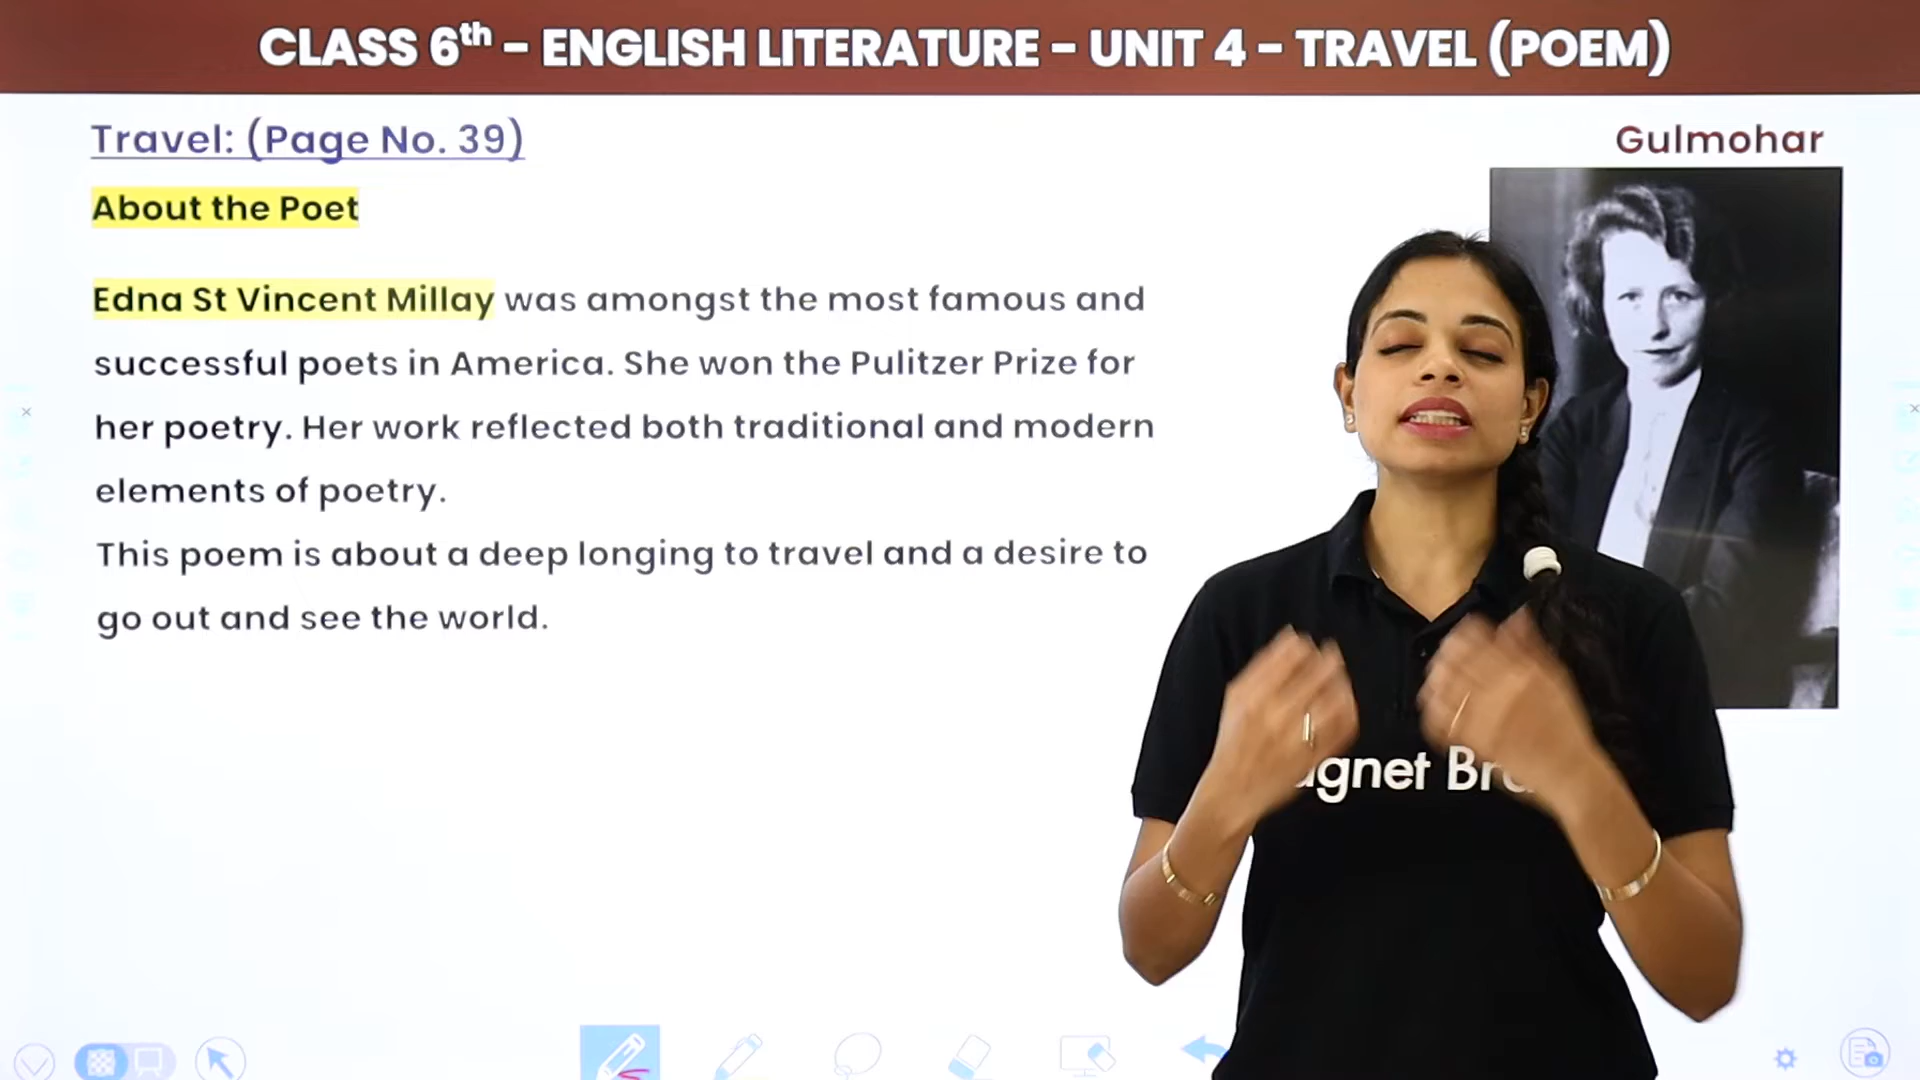 CLASS 6th - ENGLISH LITERATURE - UNIT 4 - TRAVEL (POEM)
Travel: (Page No. 39)
Gulmohar
About the Poet
Edna St Vincent Millay was amongst the most famous and
successful poets in America. She won the Pulitzer Prize for
her poetry. Her work reflected both traditional and modern
elements of poetry.
This poem is about a deep longing to travel and a desire to
go out and see the world.